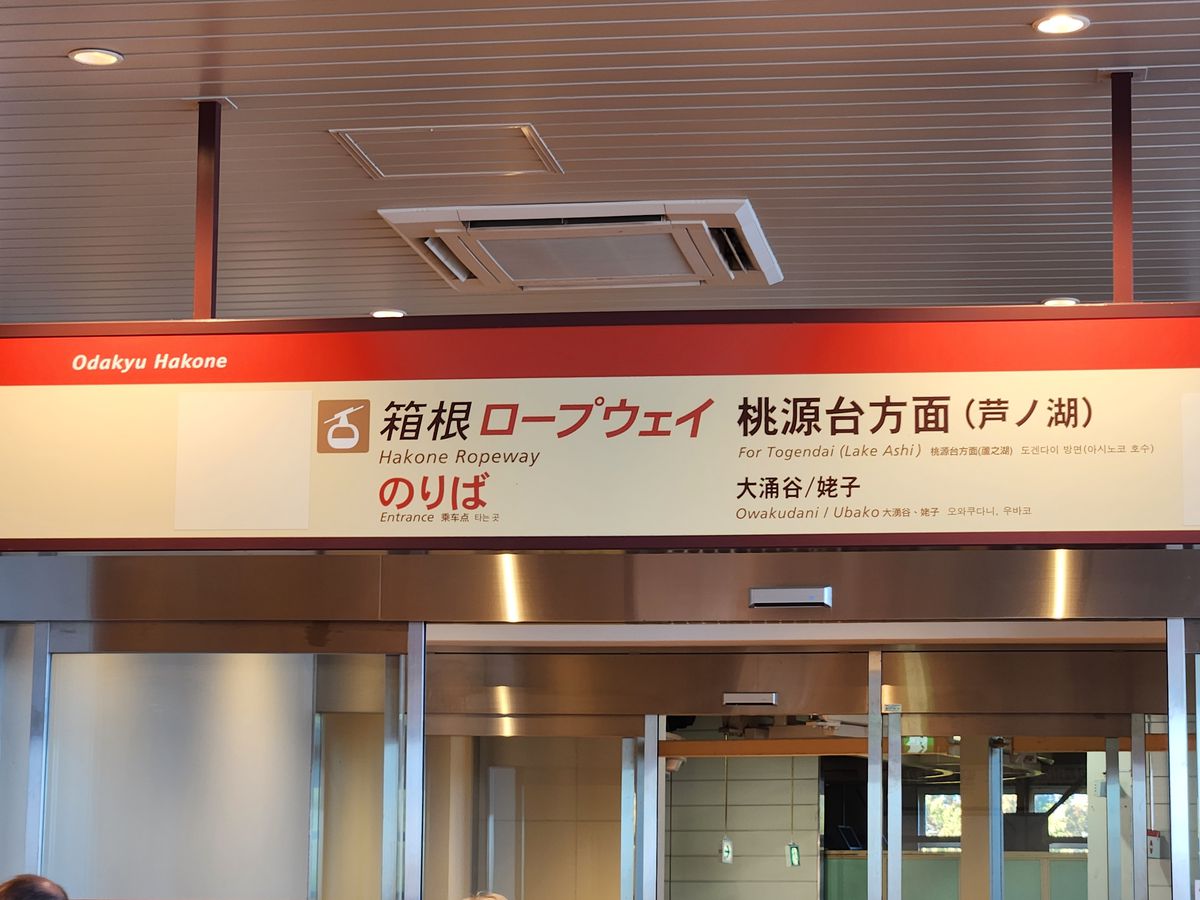 Odakyu Hakone
箱根ロープウェイ
Hakone Ropeway
のりば
Entrance 乘车点 타는 곳
桃源台方面(芦ノ湖)
For Togendai (Lake Ashi) 桃源台方面(蘆之湖) 도겐다이 방면(아시노코 호수)
大涌谷/姥子
Owakudani / Ubako 大湧谷、姥子 오와쿠다니, 우바코